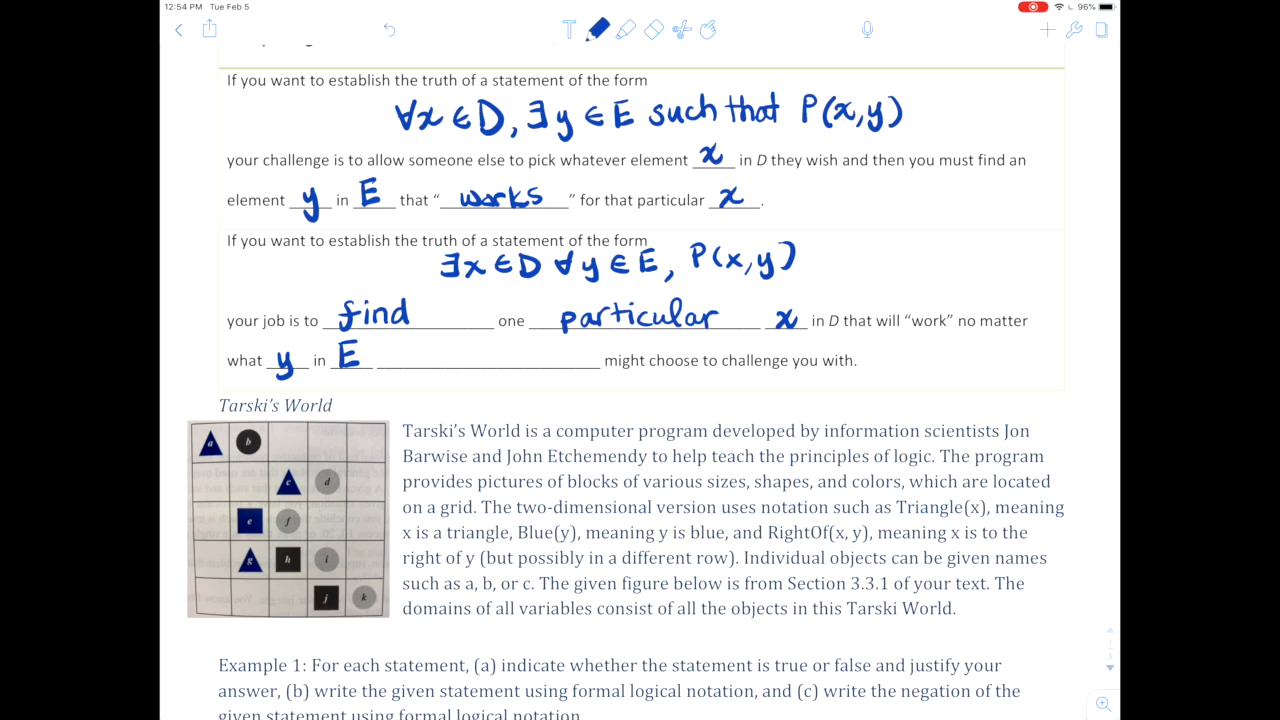 12:54 PM Tue Feb 5
96%
If you want to establish the truth of a statement of the form
∀x ∈ D, ∃ y ∈ E such that P(x,y)
your challenge is to allow someone else to pick whatever element x in D they wish and then you must find an
element y in E that “works” for that particular x.
If you want to establish the truth of a statement of the form
∃x ∈ D ∀ y ∈ E, P(x,y)
your job is to find one particular x in D that will “work” no matter
what y in E ____ might choose to challenge you with.
Tarski’s World
a b
c d
e f
g h i
j k
Tarski’s World is a computer program developed by information scientists Jon
Barwise and John Etchemendy to help teach the principles of logic. The program
provides pictures of blocks of various sizes, shapes, and colors, which are located
on a grid. The two-dimensional version uses notation such as Triangle(x), meaning
x is a triangle, Blue(y), meaning y is blue, and RightOf(x, y), meaning x is to the
right of y (but possibly in a different row). Individual objects can be given names
such as a, b, or c. The given figure below is from Section 3.3.1 of your text. The
domains of all variables consist of all the objects in this Tarski World.
Example 1: For each statement, (a) indicate whether the statement is true or false and justify your
answer, (b) write the given statement using formal logical notation, and (c) write the negation of the
given statement using formal logical notation.